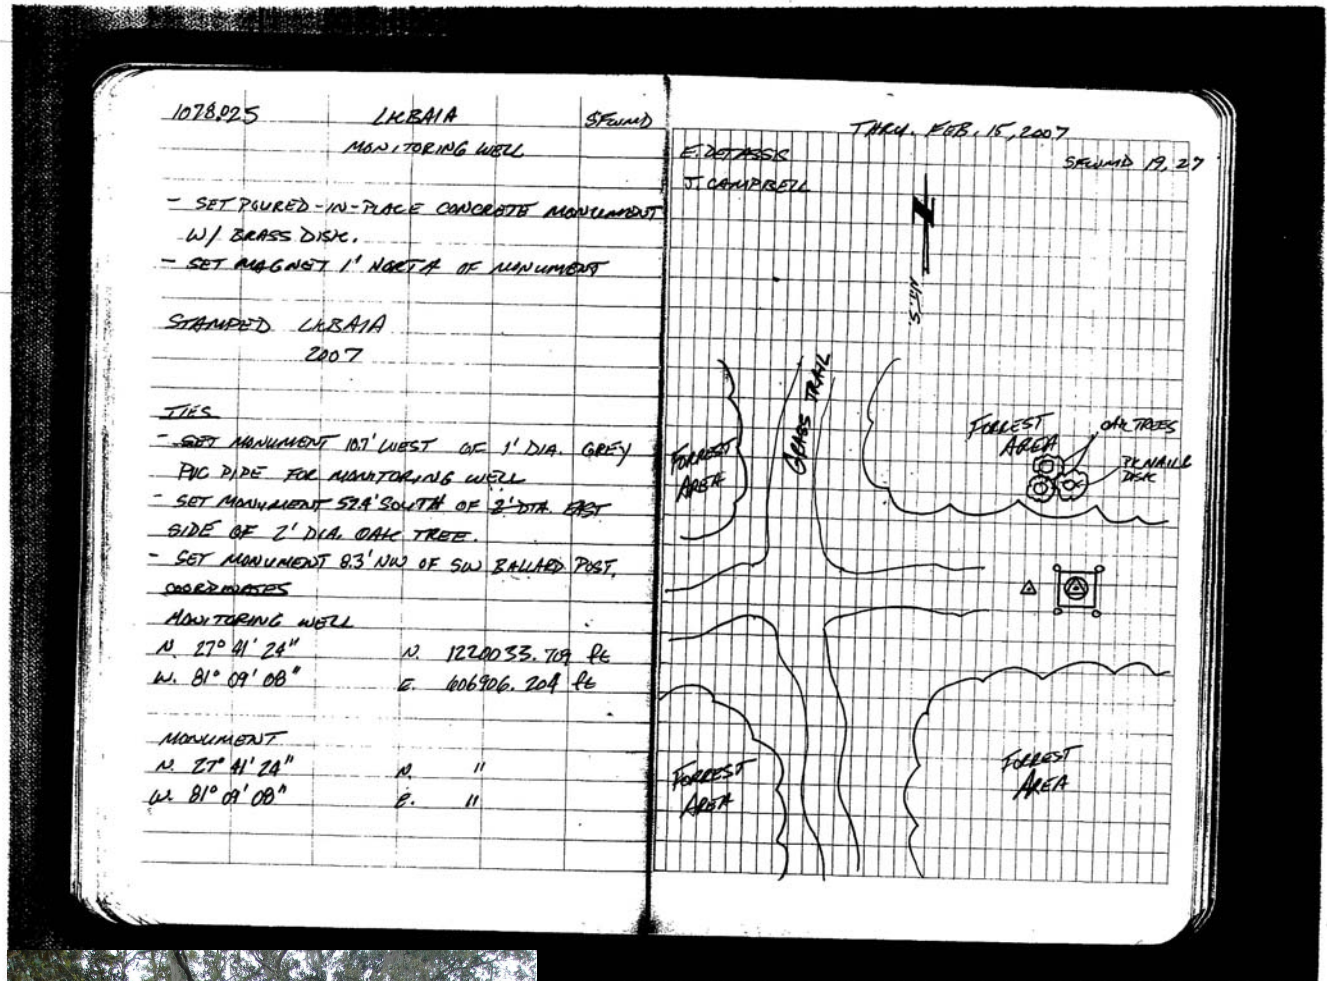 1078.025 LKBA1A SFWMD
MONITORING WELL
- SET POURED-IN-PLACE CONCRETE MONUMENT
W/ BRASS DISK.
- SET MAGNET 1' NORTH OF MONUMENT
STAMPED LKBA1A
2007
TIES
- SET MONUMENT 10.7' WEST OF 1' DIA. GREY
PVC PIPE FOR MONITORING WELL
- SET MONUMENT 52.4' SOUTH OF 2' DIA. EAST
SIDE OF 2' DIA. OAK TREE.
- SET MONUMENT 8.3' NW OF SW BALLARD POST.
COORDINATES
MONITORING WELL
N. 27° 41' 24" N. 1220033.709 ft
W. 81° 09' 08" E. 606906.204 ft
MONUMENT
N. 27° 41' 24" N. "
W. 81° 09' 08" E. "
THRU. FEB. 15, 2007
E. DETASSIS
SFWMD 19, 27
J. CAMPBELL
N.T.S.
GRASS TRAIL
FORREST
AREA
FORREST
AREA
OAK TREES
PK NAIL &
DISK
FORREST
AREA
FORREST
AREA